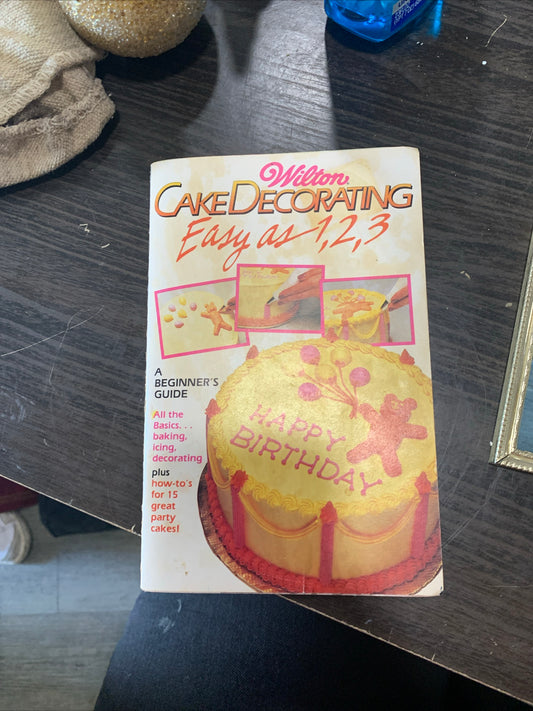 Wilton
CAKE DECORATING
Easy as 1,2,3
A
BEGINNER'S
GUIDE
All the
Basics. . .
baking,
icing,
decorating
plus
how-to's
for 15
great
party
cakes!
HAPPY
BIRTHDAY